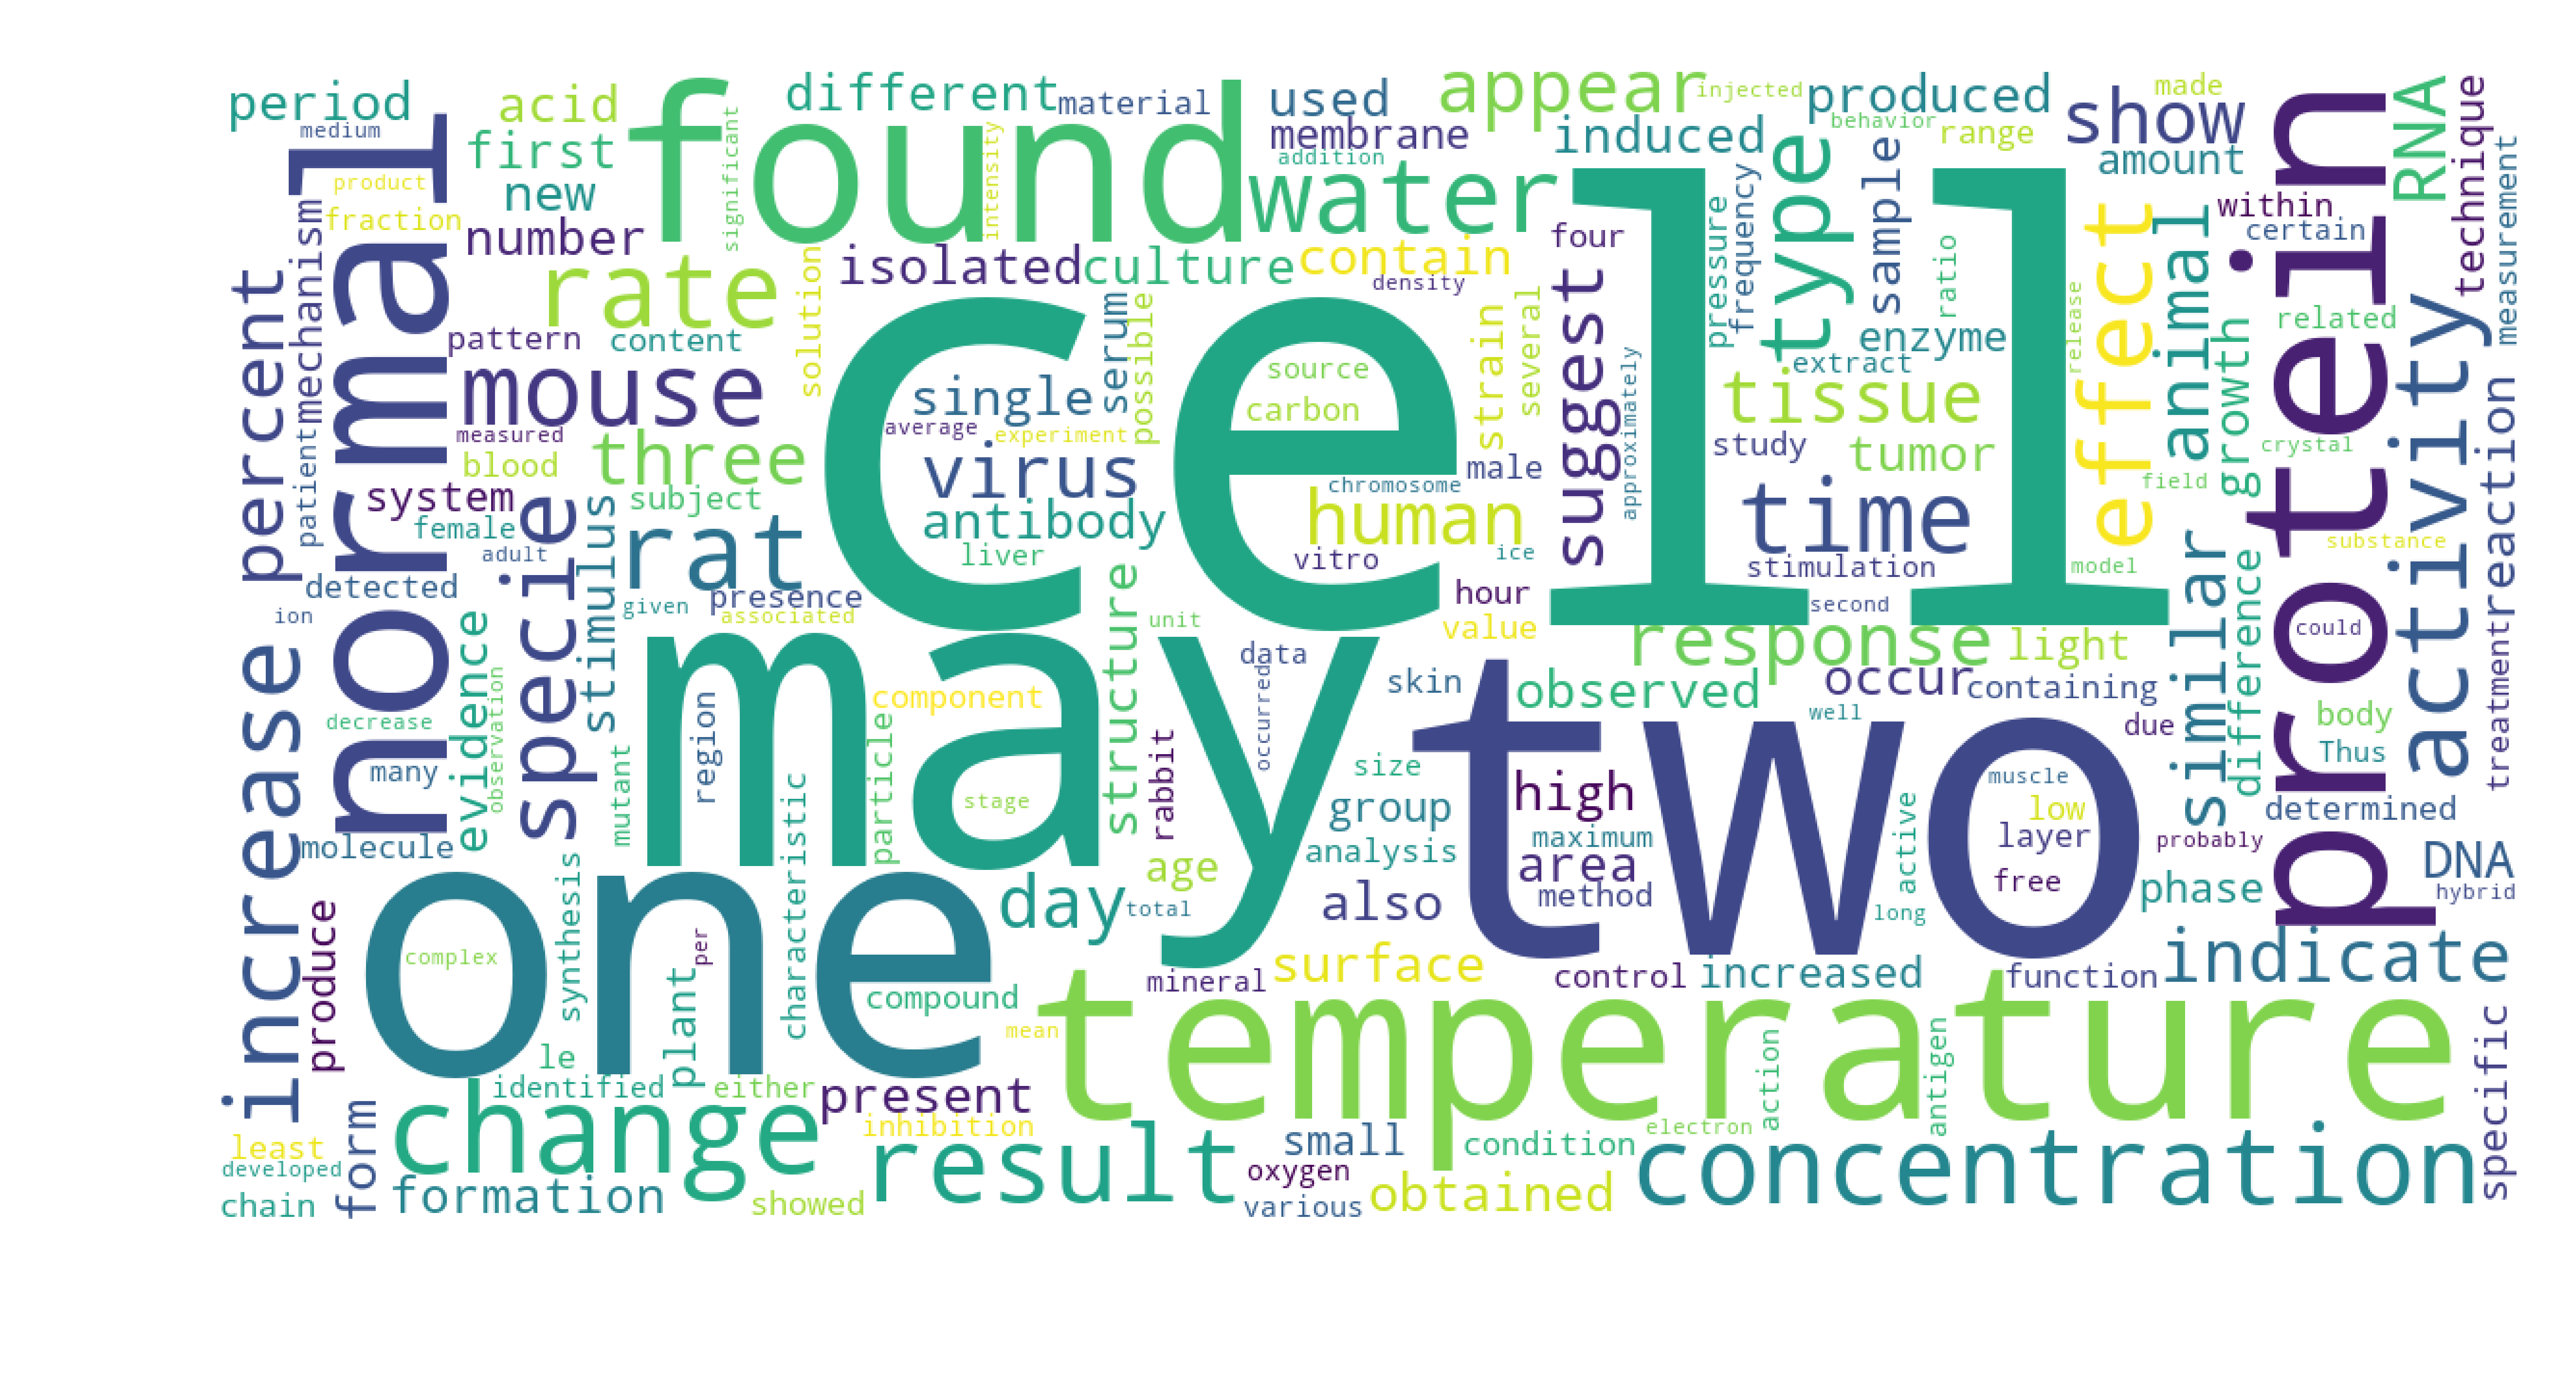 period
medium
acid
first
new
product
fraction
number
found
significant
intensity
different
material
used
membrane
addition
appear
injected
produced
induced
behavior
range
made
show
amount
RNA
technique
measurement
within
certain
normal
mechanism
percent
rate
solution
isolated
culture
contain
water
four
density
type
pressure
frequency
sample
ratio
enzyme
extract
release
effect
animal
growth
related
protein
activity
pattern
content
mouse
measured
blood
three
system
subject
female
adult
patient
single
serum
possible
average
experiment
source
carbon
strain
several
suggest
approximately
cell
virus
antibody
liver
human
chromosome
male
vitro
ice
hour
value
tissue
study
tumor
time
stimulation
second
model
field
crystal
substance
reaction
treatment
detected
ion
specie
stimulus
rat
given
presence
associated
structure
unit
data
occurred
skin
response
light
observed
occur
containing
well
due
similar
difference
could
body
Thus
determined
increase
evidence
observation
decrease
many
molecule
mutant
region
may
component
particle
characteristic
stage
rabbit
size
group
analysis
high
maximum
area
method
also
two
active
long
muscle
low
layer
free
probably
phase
DNA
hybrid
produce
one
complex
synthesis
per
plant
compound
day
age
total
mineral
surface
control
increased
function
indicate
mean
temperature
specific
le
identified
either
present
inhibition
change
form
least
developed
chain
formation
showed
result
small
oxygen
various
condition
obtained
electron
action
antigen
concentration